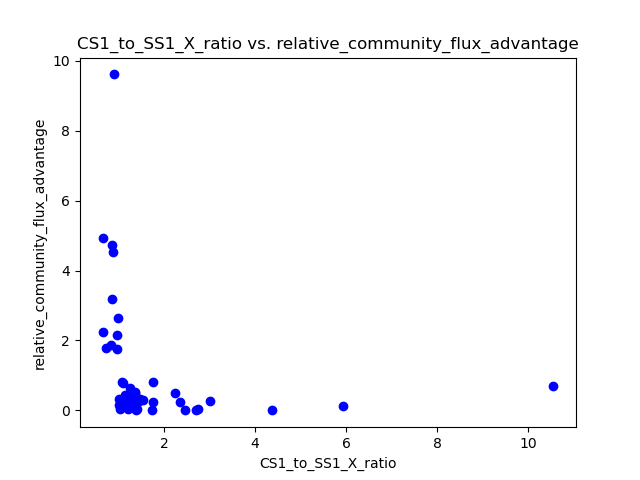 CS1_to_SS1_X_ratio vs. relative_community_flux_advantage
10
8
6
4
2
0
relative_community_flux_advantage
2 4 6 8 10
CS1_to_SS1_X_ratio